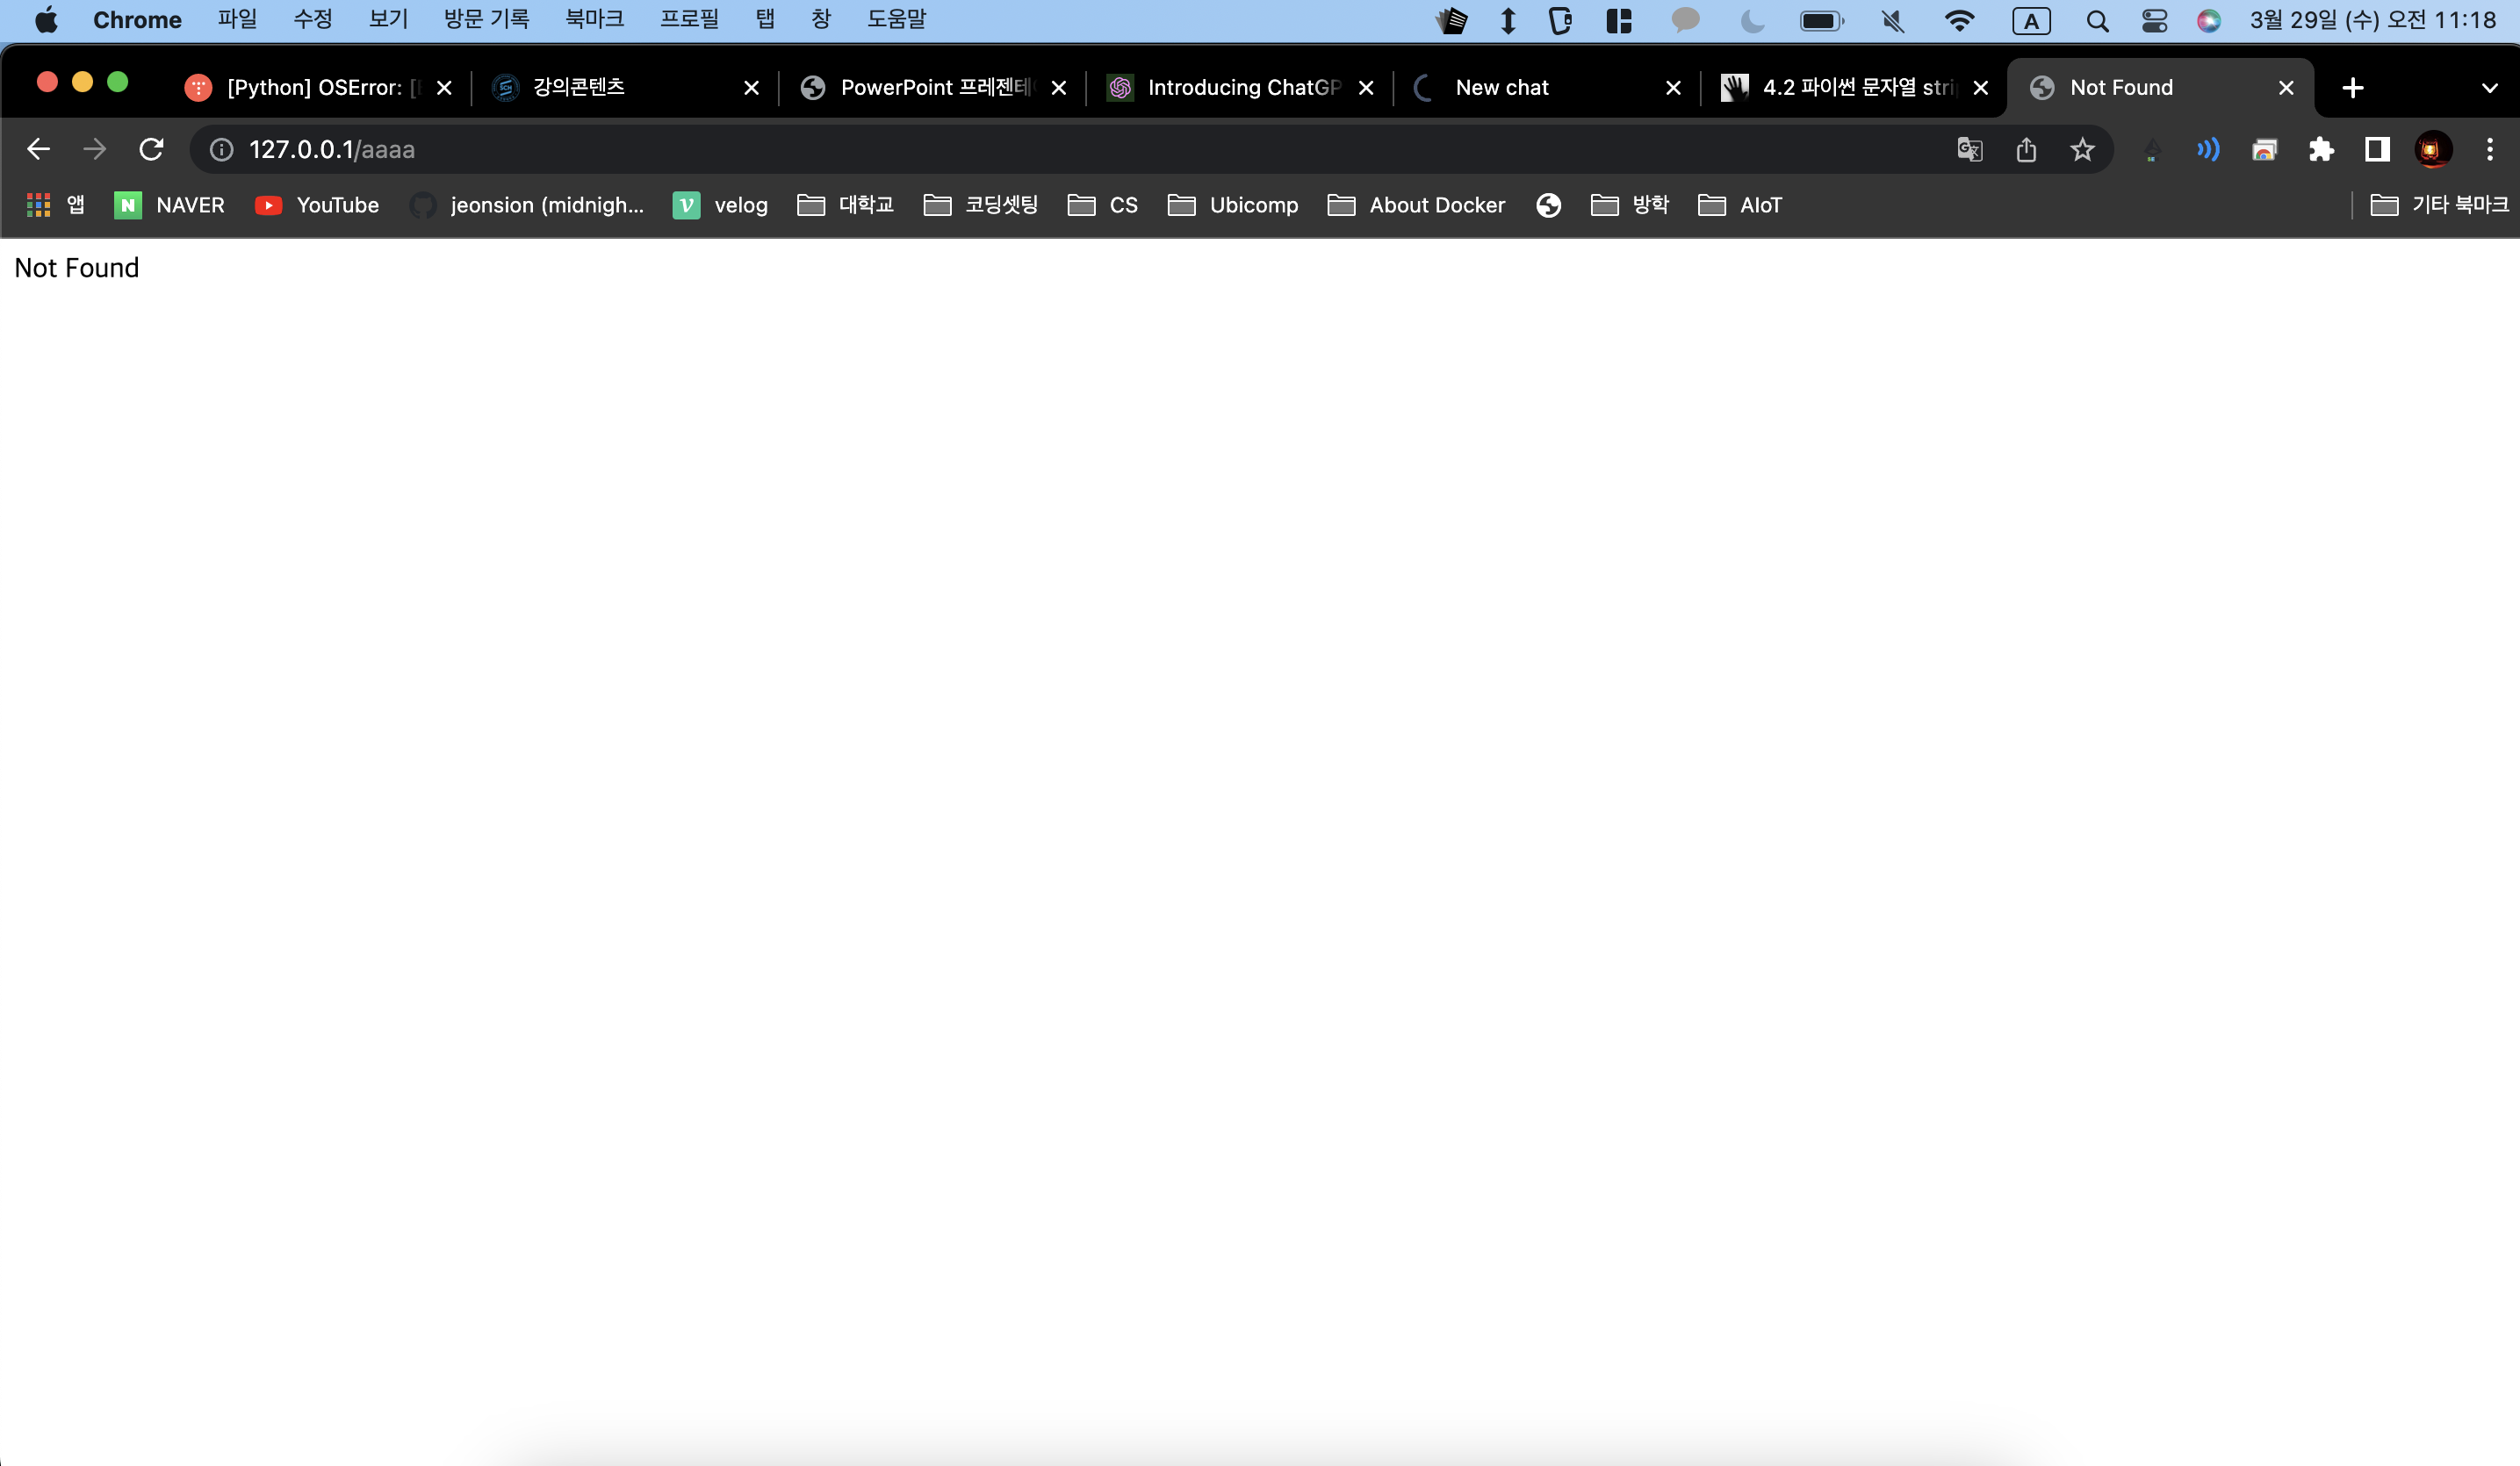 Chrome 파일 수정 보기 방문 기록 북마크 프로필 탭 창 도움말 A 3월 29일 (수) 오전 11:18
[Python] OSError: [ 강의콘텐츠 PowerPoint 프레젠테 Introducing ChatGP New chat 4.2 파이썬 문자열 stri Not Found
127.0.0.1/aaaa
앱 N NAVER YouTube jeonsion (midnigh... v velog 대학교 코딩셋팅 CS Ubicomp About Docker 방학 AIoT 기타 북마크
Not Found